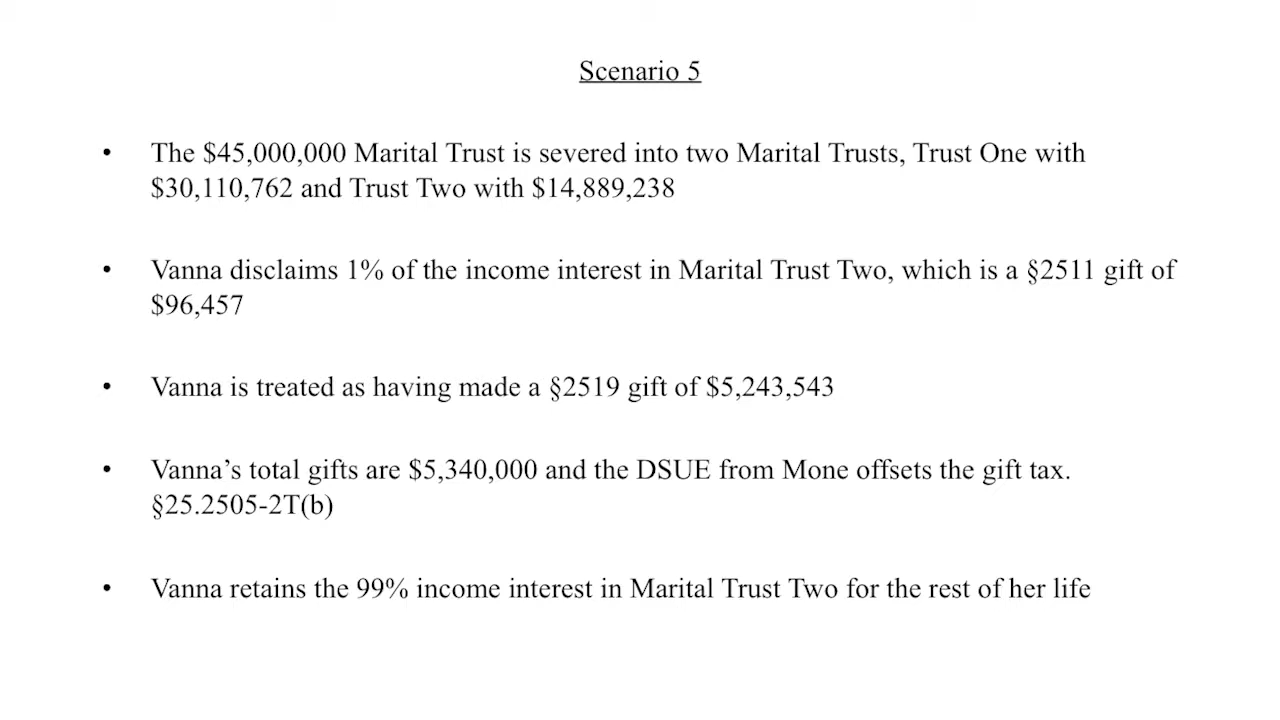 Scenario 5
• The $45,000,000 Marital Trust is severed into two Marital Trusts, Trust One with
$30,110,762 and Trust Two with $14,889,238
• Vanna disclaims 1% of the income interest in Marital Trust Two, which is a §2511 gift of
$96,457
• Vanna is treated as having made a §2519 gift of $5,243,543
• Vanna’s total gifts are $5,340,000 and the DSUE from Mone offsets the gift tax.
§25.2505-2T(b)
• Vanna retains the 99% income interest in Marital Trust Two for the rest of her life